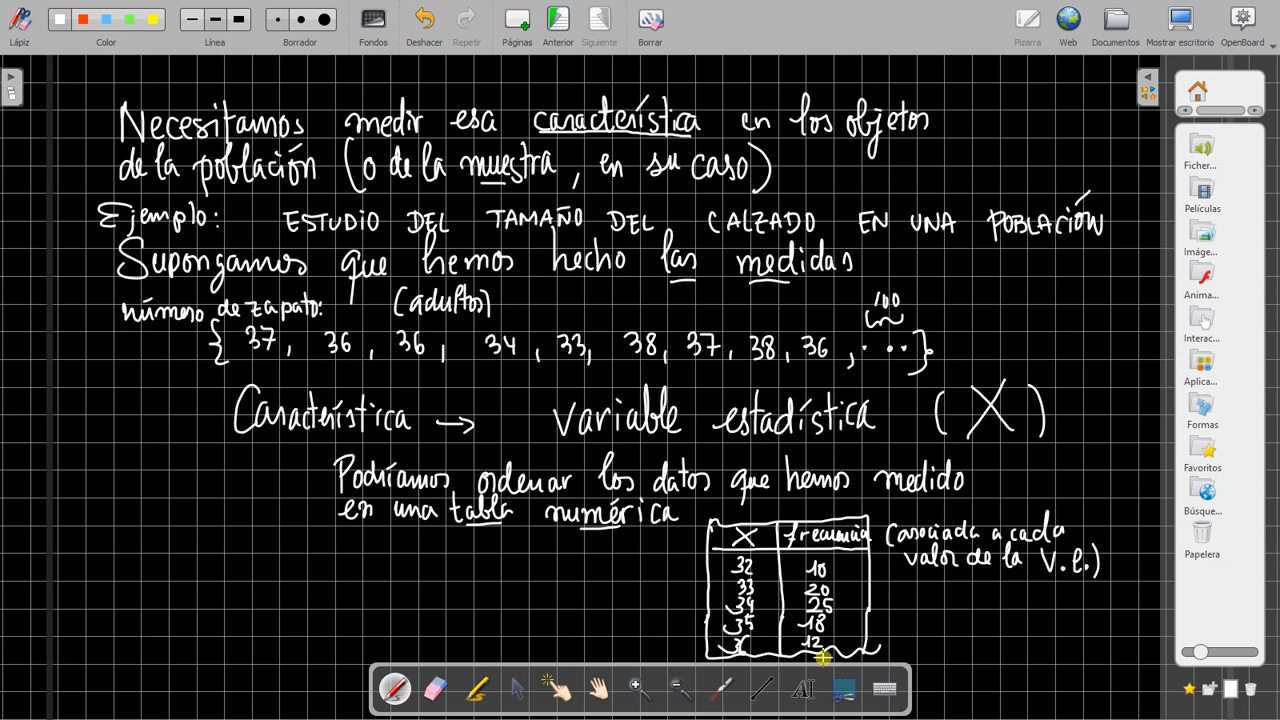 Lápiz Color Línea Borrador Fondos Deshacer Repetir Páginas Anterior Siguiente Borrar Pizarra Web Documentos Mostrar escritorio OpenBoard
Necesitamos medir esa característica en los objetos
de la población (o de la muestra, en su caso)
Ejemplo: ESTUDIO DEL TAMAÑO DEL CALZADO EN UNA POBLACIÓN
Supongamos que hemos hecho las medidas
número de zapato: (adultos)
100
{ 37, 36, 36, 34, 33, 38, 37, 38, 36, ... }
Característica → Variable estadística ( X )
Podríamos ordenar los datos que hemos medido
en una tabla numérica
X frecuencia (asociada a cada
valor de la V.e.)
32 10
33 20
34 25
35 18
36 12
Ficher...
Películas
Imáge...
Anima...
Interac...
Aplica...
Formas
Favoritos
Búsque...
Papelera
AI